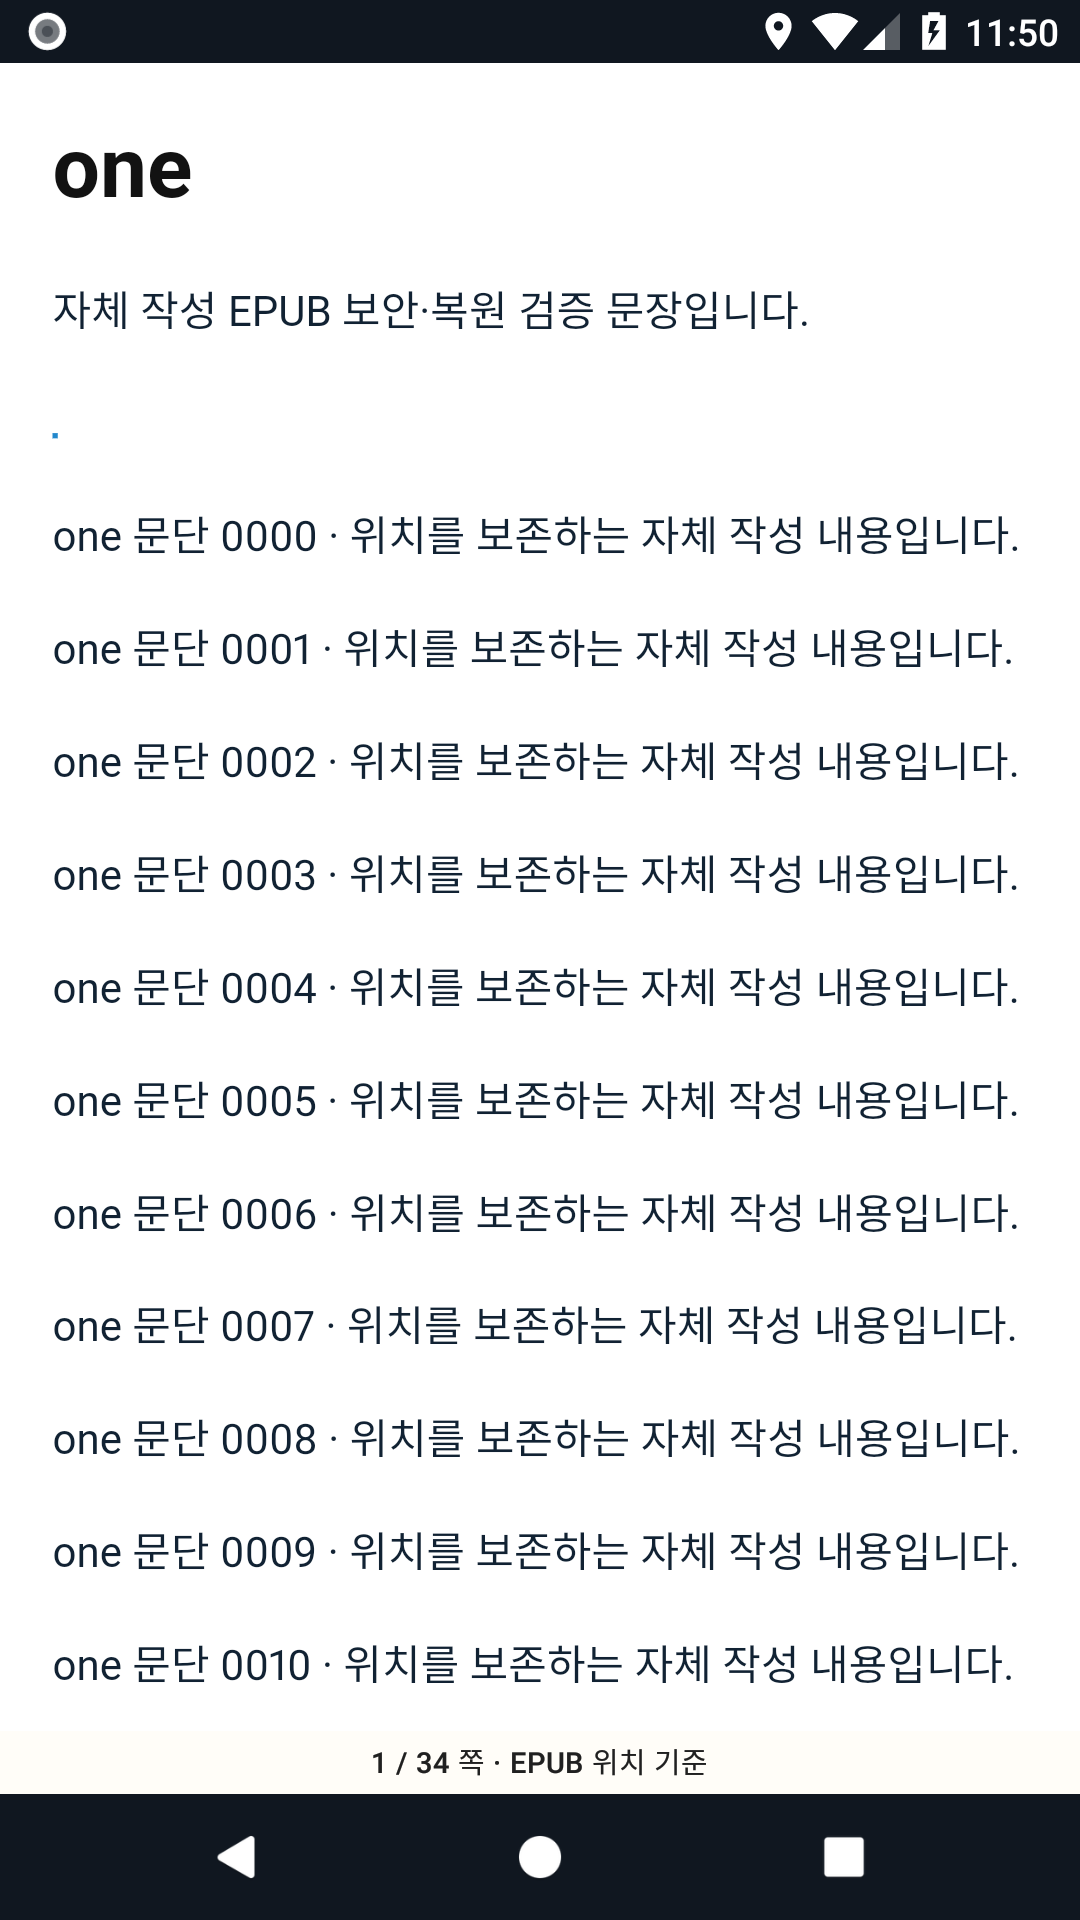 11:50
one
자체 작성 EPUB 보안·복원 검증 문장입니다.
one 문단 0000 · 위치를 보존하는 자체 작성 내용입니다.
one 문단 0001 · 위치를 보존하는 자체 작성 내용입니다.
one 문단 0002 · 위치를 보존하는 자체 작성 내용입니다.
one 문단 0003 · 위치를 보존하는 자체 작성 내용입니다.
one 문단 0004 · 위치를 보존하는 자체 작성 내용입니다.
one 문단 0005 · 위치를 보존하는 자체 작성 내용입니다.
one 문단 0006 · 위치를 보존하는 자체 작성 내용입니다.
one 문단 0007 · 위치를 보존하는 자체 작성 내용입니다.
one 문단 0008 · 위치를 보존하는 자체 작성 내용입니다.
one 문단 0009 · 위치를 보존하는 자체 작성 내용입니다.
one 문단 0010 · 위치를 보존하는 자체 작성 내용입니다.
1 / 34 쪽 · EPUB 위치 기준